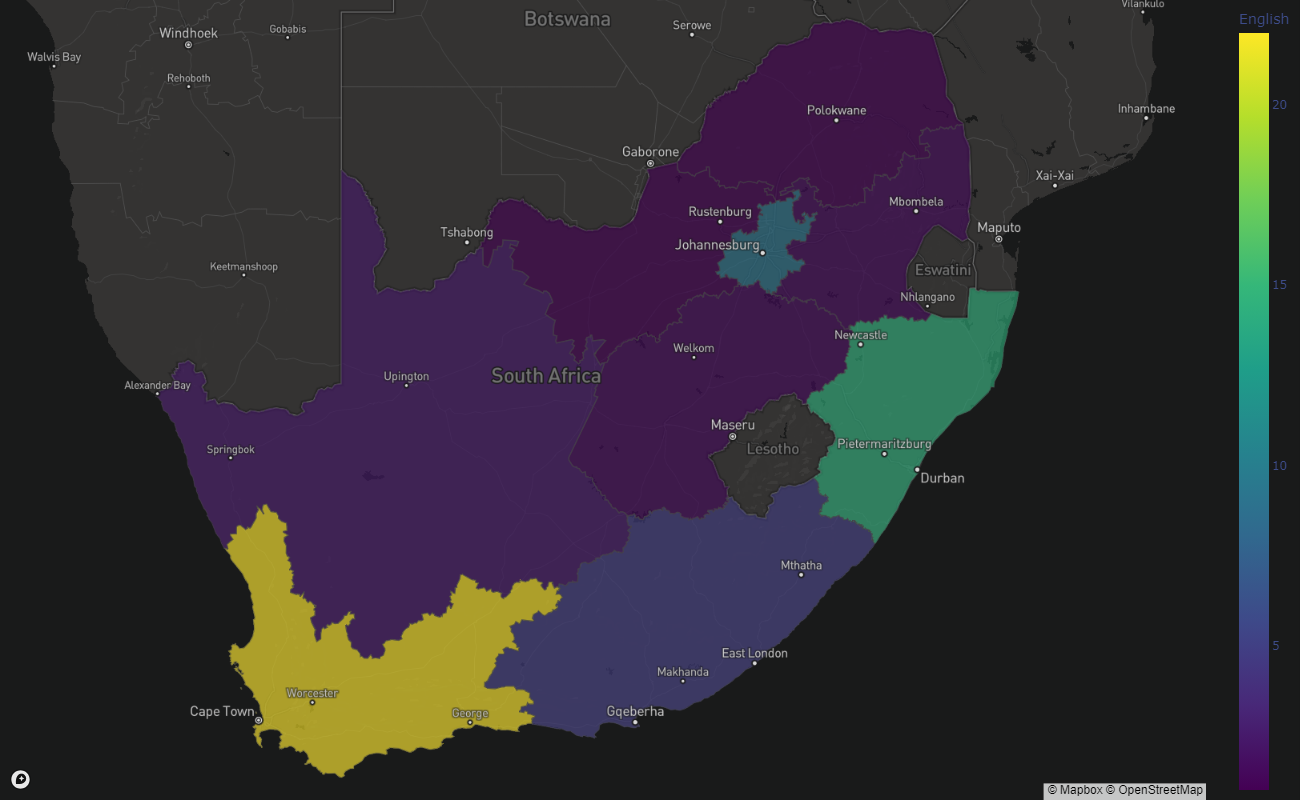 Vilankulo
English
Botswana
Serowe
Windhoek
Gobabis
Walvis Bay
Rehoboth
20
Polokwane
Inhambane
Gaborone
Xai-Xai
Mbombela
Rustenburg
Tshabong
Maputo
Johannesburg
Keetmanshoop
Eswatini
15
Nhlangano
Newcastle
Welkom
South Africa
Upington
Alexander Bay
Maseru
Pietermaritzburg
Springbok
Lesotho
10
Durban
Mthatha
5
East London
Makhanda
Worcester
Cape Town
George
Gqeberha
© Mapbox © OpenStreetMap